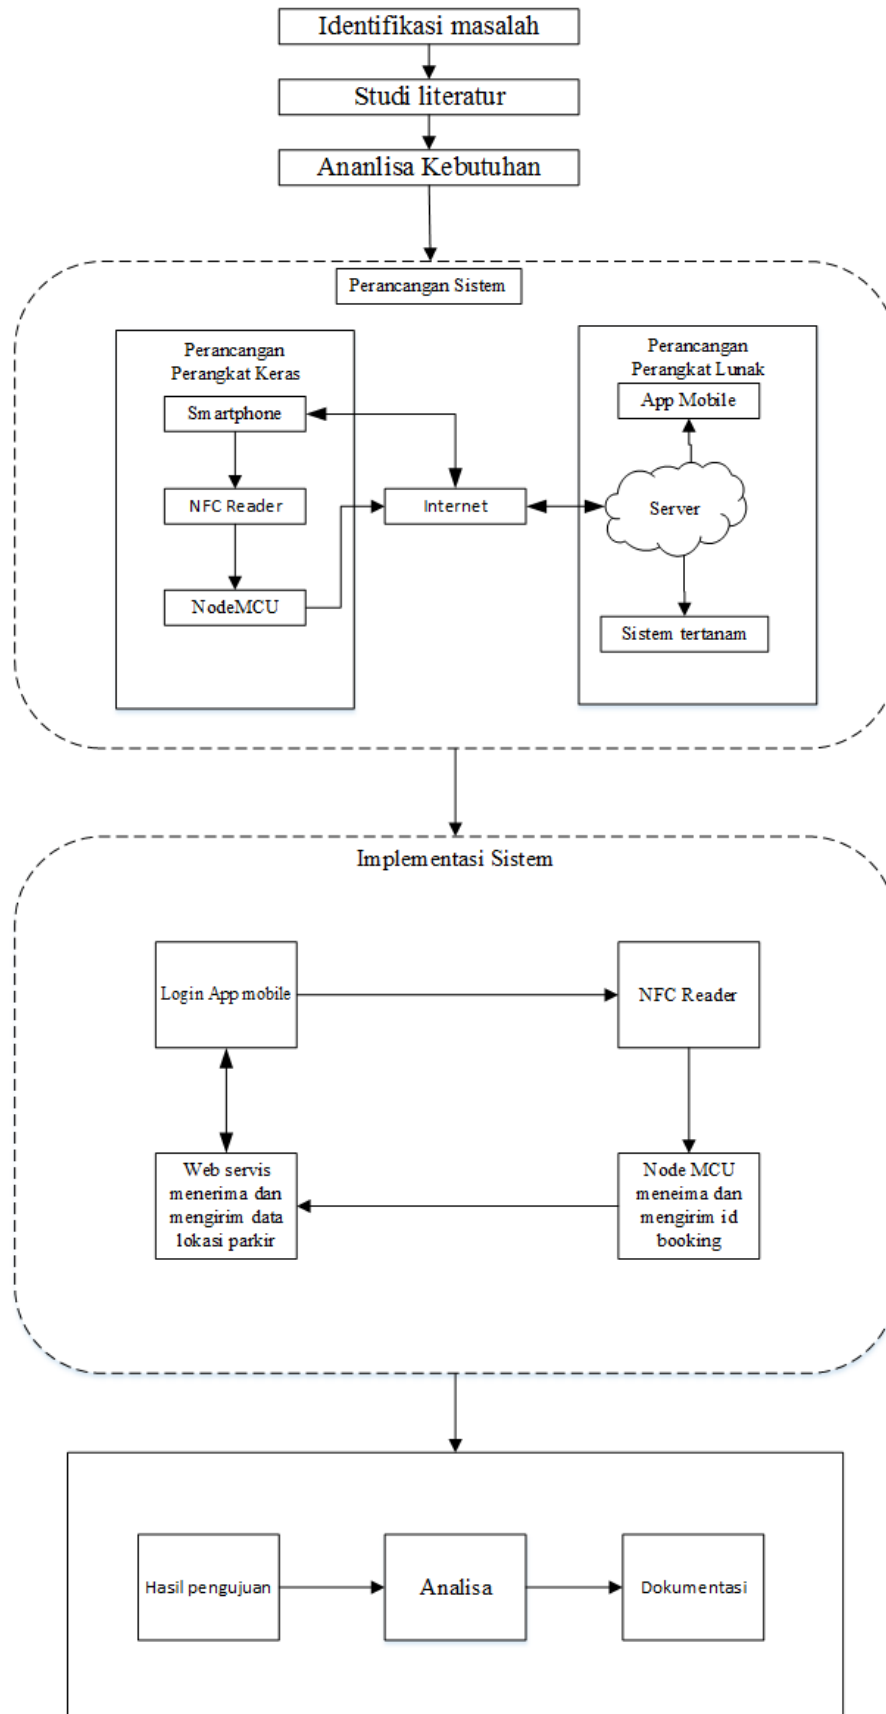 Identifikasi masalah
Studi literatur
Ananlisa Kebutuhan
Perancangan Sistem
Perancangan
Perangkat Keras
Smartphone
NFC Reader
NodeMCU
Internet
Perancangan
Perangkat Lunak
App Mobile
Server
Sistem tertanam
Implementasi Sistem
Login App mobile
NFC Reader
Web servis
menerima dan
mengirim data
lokasi parkir
Node MCU
meneima dan
mengirim id
booking
Hasil pengujuan
Analisa
Dokumentasi